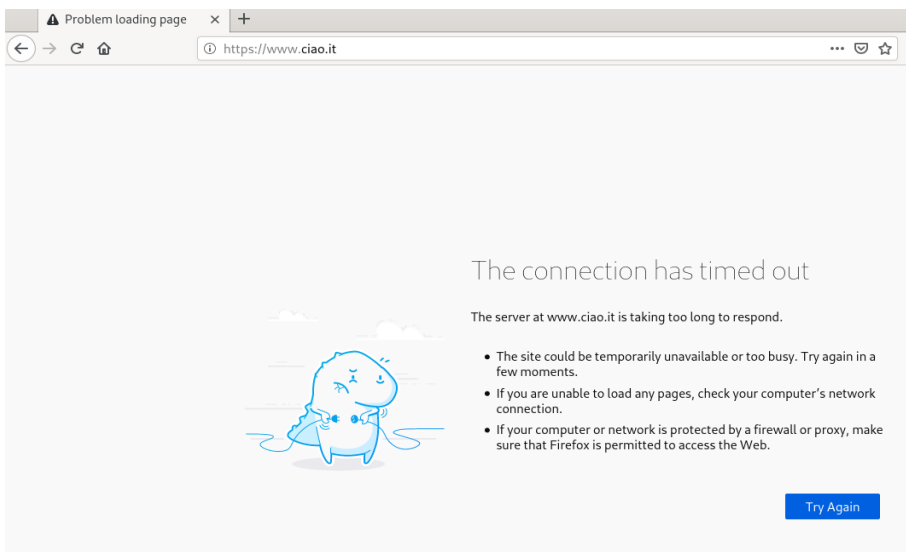 Problem loading page
https://www.ciao.it
The connection has timed out
The server at www.ciao.it is taking too long to respond.
The site could be temporarily unavailable or too busy. Try again in a
few moments.
If you are unable to load any pages, check your computer’s network
connection.
If your computer or network is protected by a firewall or proxy, make
sure that Firefox is permitted to access the Web.
Try Again